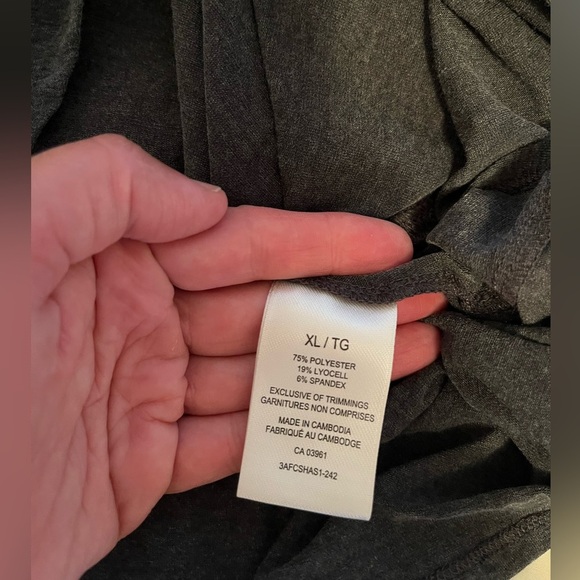 XL / TG
75% POLYESTER
19% LYOCELL
6% SPANDEX
EXCLUSIVE OF TRIMMINGS
GARNITURES NON COMPRISES
MADE IN CAMBODIA
FABRIQUÉ AU CAMBODGE
CA 03961
3AFCSHAS1-242